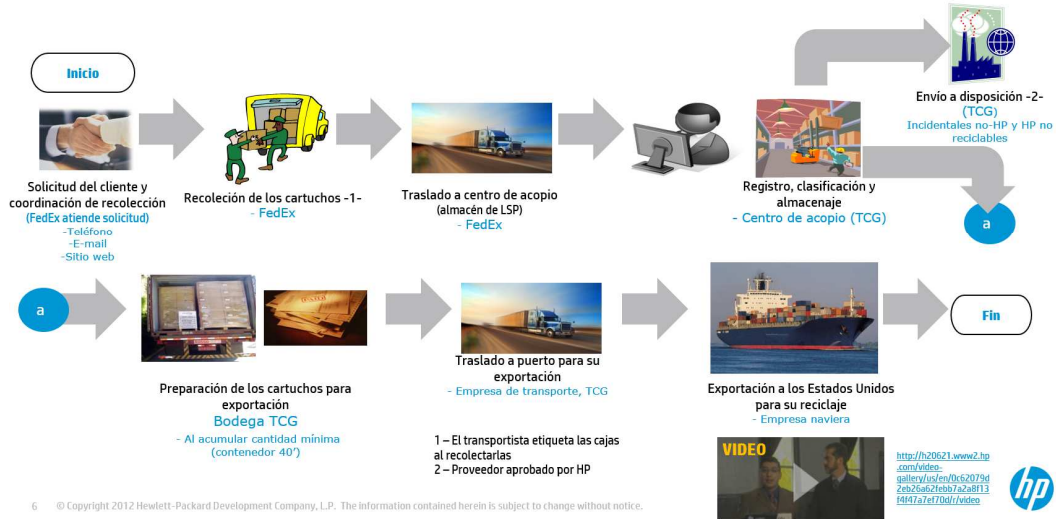 Inicio
Solicitud del cliente y
coordinación de recolección
(FedEx atiende solicitud)
-Teléfono
-E-mail
-Sitio web
Recoleción de los cartuchos -1-
- FedEx
Traslado a centro de acopio
(almacén de LSP)
- FedEx
Registro, clasificación y
almacenaje
- Centro de acopio (TCG)
Envío a disposición -2-
(TCG)
Incidentales no-HP y HP no
reciclables
a
a
Preparación de los cartuchos para
exportación
Bodega TCG
- Al acumular cantidad mínima
(contenedor 40')
Traslado a puerto para su
exportación
- Empresa de transporte, TCG
Exportación a los Estados Unidos
para su reciclaje
- Empresa naviera
Fin
1 – El transportista etiqueta las cajas
al recolectarlas
2 – Proveedor aprobado por HP
VIDEO
http://h20621.www2.hp
.com/video-
gallery/us/en/0c62079d
2eb26a62febb7a2a8f13
f4f47a7ef70d/r/video
hp
6 © Copyright 2012 Hewlett-Packard Development Company, L.P. The information contained herein is subject to change without notice.